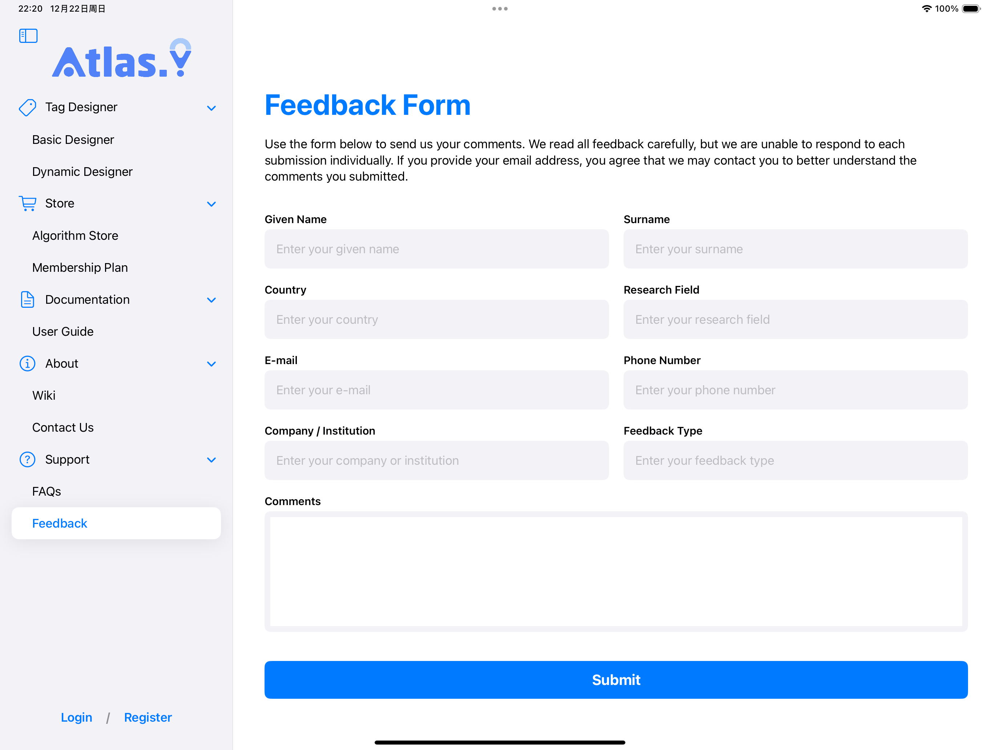 22:20 12月22日周日
100%
Atlas.
Tag Designer
Basic Designer
Dynamic Designer
Store
Algorithm Store
Membership Plan
Documentation
User Guide
About
Wiki
Contact Us
Support
FAQs
Feedback
Login / Register
Feedback Form
Use the form below to send us your comments. We read all feedback carefully, but we are unable to respond to each
submission individually. If you provide your email address, you agree that we may contact you to better understand the
comments you submitted.
Given Name
Enter your given name
Surname
Enter your surname
Country
Enter your country
Research Field
Enter your research field
E-mail
Enter your e-mail
Phone Number
Enter your phone number
Company / Institution
Enter your company or institution
Feedback Type
Enter your feedback type
Comments
Submit